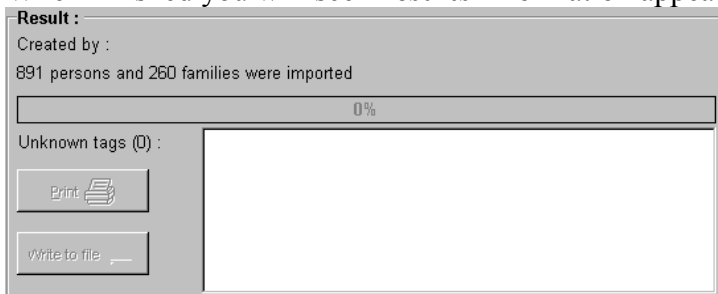 Result :
Created by :
891 persons and 260 families were imported
0%
Unknown tags (0) :
Print
Write to file